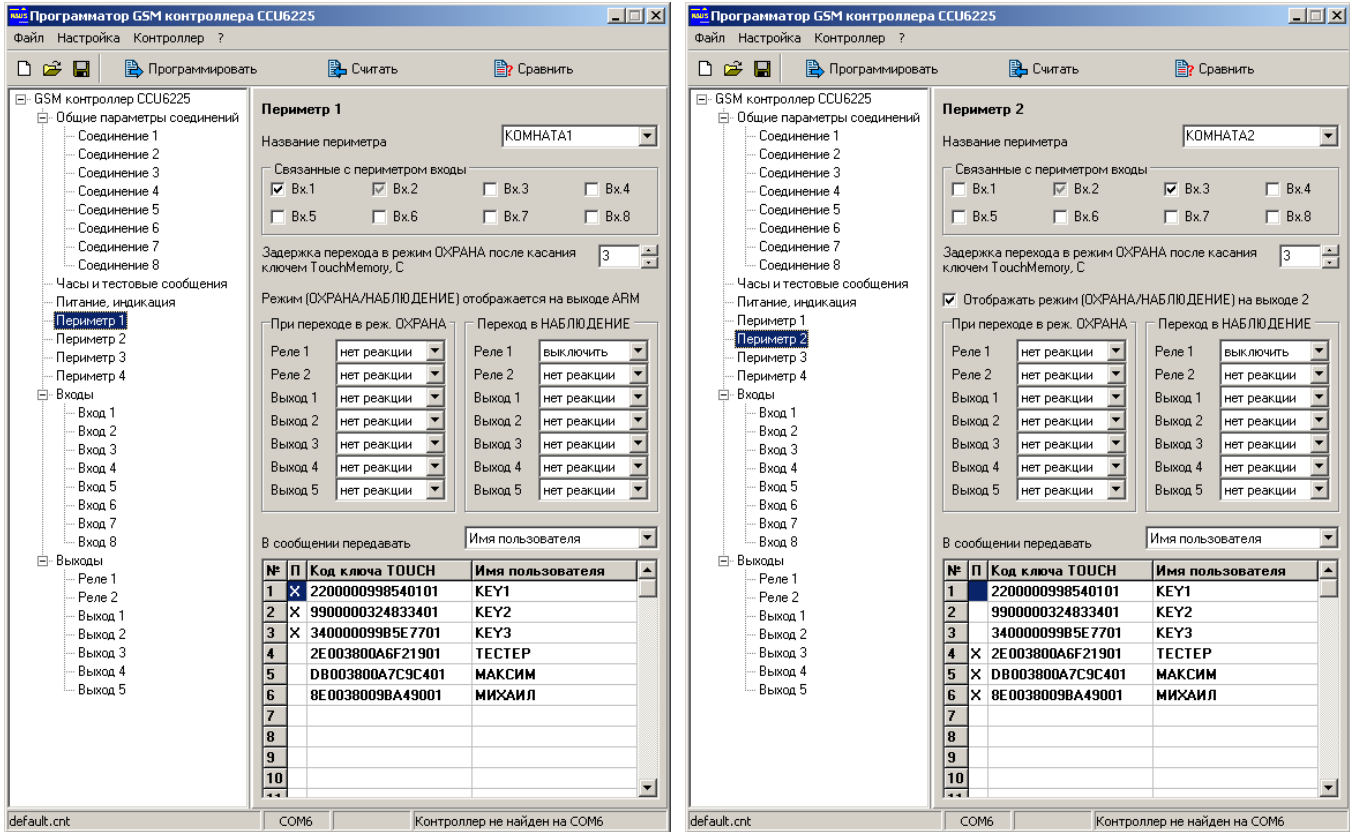 Программатор GSM контроллера CCU6225
Файл Настройка Контроллер ?
Программировать Считать Сравнить
GSM контроллер CCU6225
Общие параметры соединений
Соединение 1
Соединение 2
Соединение 3
Соединение 4
Соединение 5
Соединение 6
Соединение 7
Соединение 8
Часы и тестовые сообщения
Питание, индикация
Периметр 1
Периметр 2
Периметр 3
Периметр 4
Входы
Вход 1
Вход 2
Вход 3
Вход 4
Вход 5
Вход 6
Вход 7
Вход 8
Выходы
Реле 1
Реле 2
Выход 1
Выход 2
Выход 3
Выход 4
Выход 5
Периметр 1
Название периметра КОМНАТА1
Связанные с периметром входы
Вх.1 Вх.2 Вх.3 Вх.4
Вх.5 Вх.6 Вх.7 Вх.8
Задержка перехода в режим ОХРАНА после касания
ключем TouchMemory, С 3
Режим (ОХРАНА/НАБЛЮДЕНИЕ) отображается на выходе ARM
При переходе в реж. ОХРАНА Переход в НАБЛЮДЕНИЕ
Реле 1 нет реакции Реле 1 выключить
Реле 2 нет реакции Реле 2 нет реакции
Выход 1 нет реакции Выход 1 нет реакции
Выход 2 нет реакции Выход 2 нет реакции
Выход 3 нет реакции Выход 3 нет реакции
Выход 4 нет реакции Выход 4 нет реакции
Выход 5 нет реакции Выход 5 нет реакции
В сообщении передавать Имя пользователя
№ П Код ключа TOUCH Имя пользователя
1 X 2200000998540101 KEY1
2 X 9900000324833401 KEY2
3 X 340000099B5E7701 KEY3
4 2E003800A6F21901 ТЕСТЕР
5 DB003800A7C9C401 МАКСИМ
6 8E0038009BA49001 МИХАИЛ
7
8
9
10
default.cnt COM6 Контроллер не найден на COM6
Программатор GSM контроллера CCU6225
Файл Настройка Контроллер ?
Программировать Считать Сравнить
GSM контроллер CCU6225
Общие параметры соединений
Соединение 1
Соединение 2
Соединение 3
Соединение 4
Соединение 5
Соединение 6
Соединение 7
Соединение 8
Часы и тестовые сообщения
Питание, индикация
Периметр 1
Периметр 2
Периметр 3
Периметр 4
Входы
Вход 1
Вход 2
Вход 3
Вход 4
Вход 5
Вход 6
Вход 7
Вход 8
Выходы
Реле 1
Реле 2
Выход 1
Выход 2
Выход 3
Выход 4
Выход 5
Периметр 2
Название периметра КОМНАТА2
Связанные с периметром входы
Вх.1 Вх.2 Вх.3 Вх.4
Вх.5 Вх.6 Вх.7 Вх.8
Задержка перехода в режим ОХРАНА после касания
ключем TouchMemory, С 3
Отображать режим (ОХРАНА/НАБЛЮДЕНИЕ) на выходе 2
При переходе в реж. ОХРАНА Переход в НАБЛЮДЕНИЕ
Реле 1 нет реакции Реле 1 выключить
Реле 2 нет реакции Реле 2 нет реакции
Выход 1 нет реакции Выход 1 нет реакции
Выход 2 нет реакции Выход 2 нет реакции
Выход 3 нет реакции Выход 3 нет реакции
Выход 4 нет реакции Выход 4 нет реакции
Выход 5 нет реакции Выход 5 нет реакции
В сообщении передавать Имя пользователя
№ П Код ключа TOUCH Имя пользователя
1 2200000998540101 KEY1
2 9900000324833401 KEY2
3 340000099B5E7701 KEY3
4 X 2E003800A6F21901 ТЕСТЕР
5 X DB003800A7C9C401 МАКСИМ
6 X 8E0038009BA49001 МИХАИЛ
7
8
9
10
default.cnt COM6 Контроллер не найден на COM6